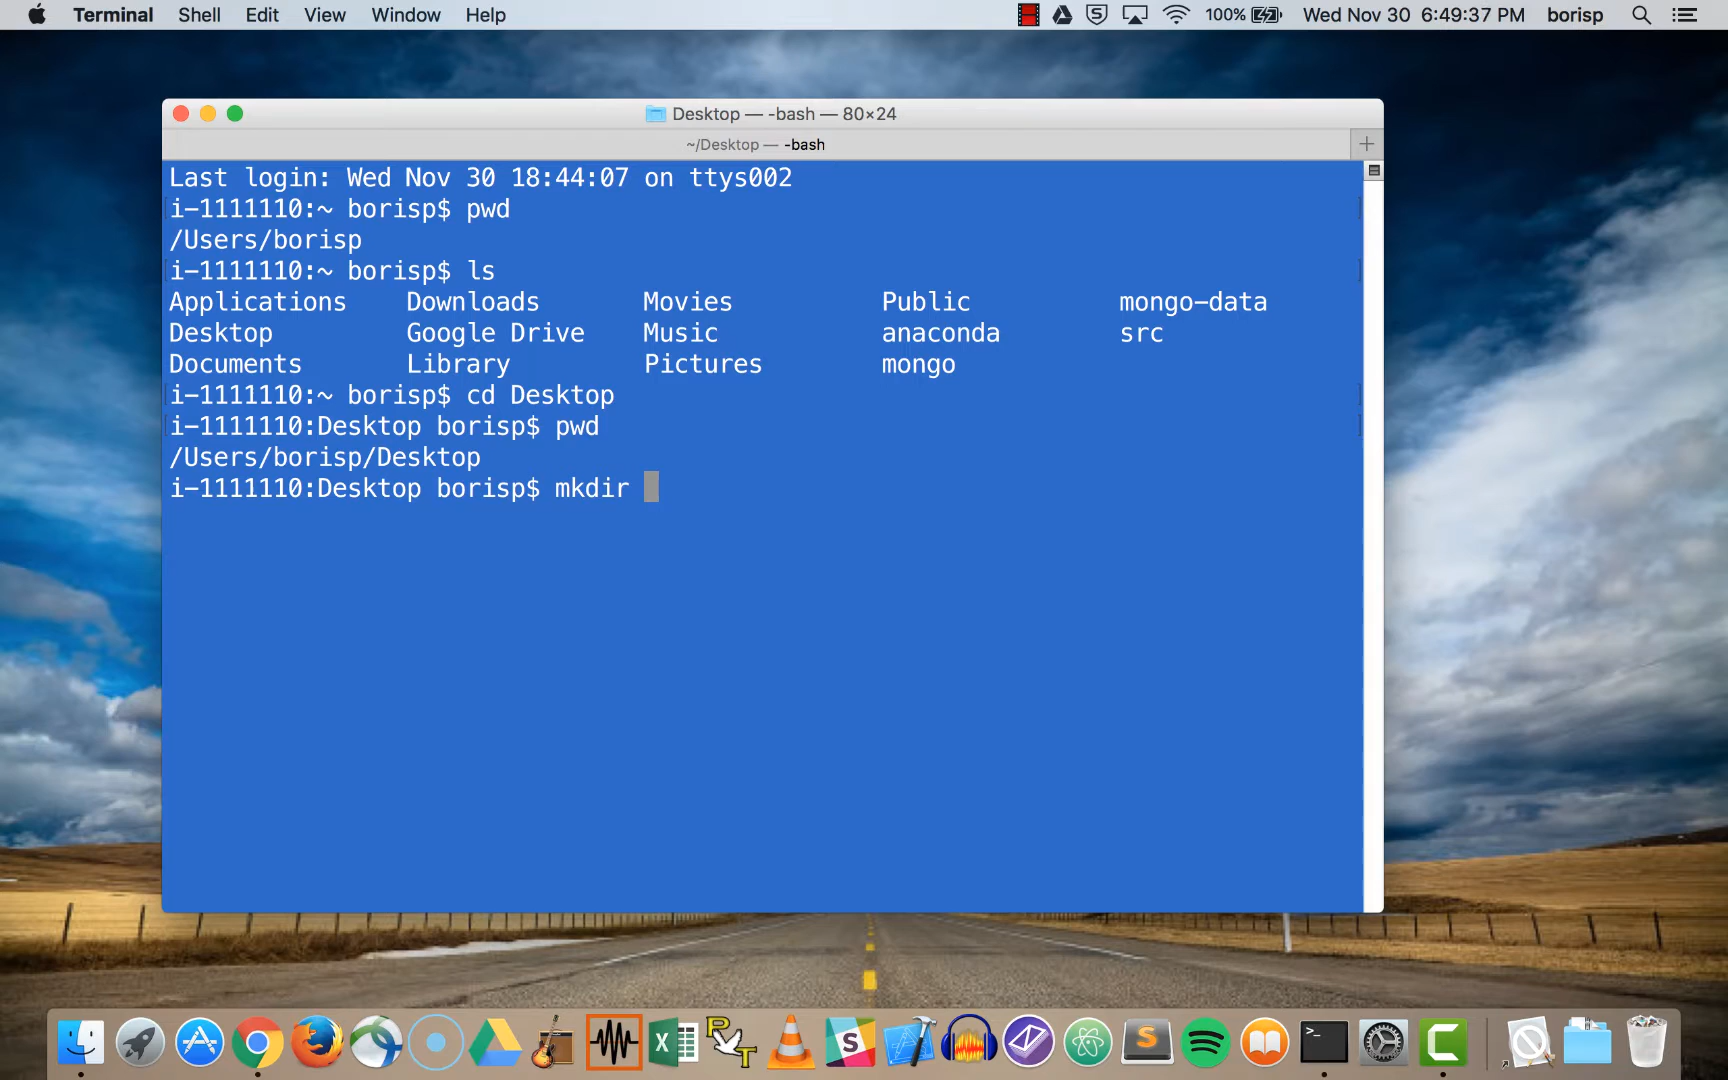 Terminal Shell Edit View Window Help 100% Wed Nov 30 6:49:37 PM borisp
Desktop — -bash — 80×24
~/Desktop — -bash
Last login: Wed Nov 30 18:44:07 on ttys002
i-1111110:~ borisp$ pwd
/Users/borisp
i-1111110:~ borisp$ ls
Applications Downloads Movies Public mongo-data
Desktop Google Drive Music anaconda src
Documents Library Pictures mongo
i-1111110:~ borisp$ cd Desktop
i-1111110:Desktop borisp$ pwd
/Users/borisp/Desktop
i-1111110:Desktop borisp$ mkdir